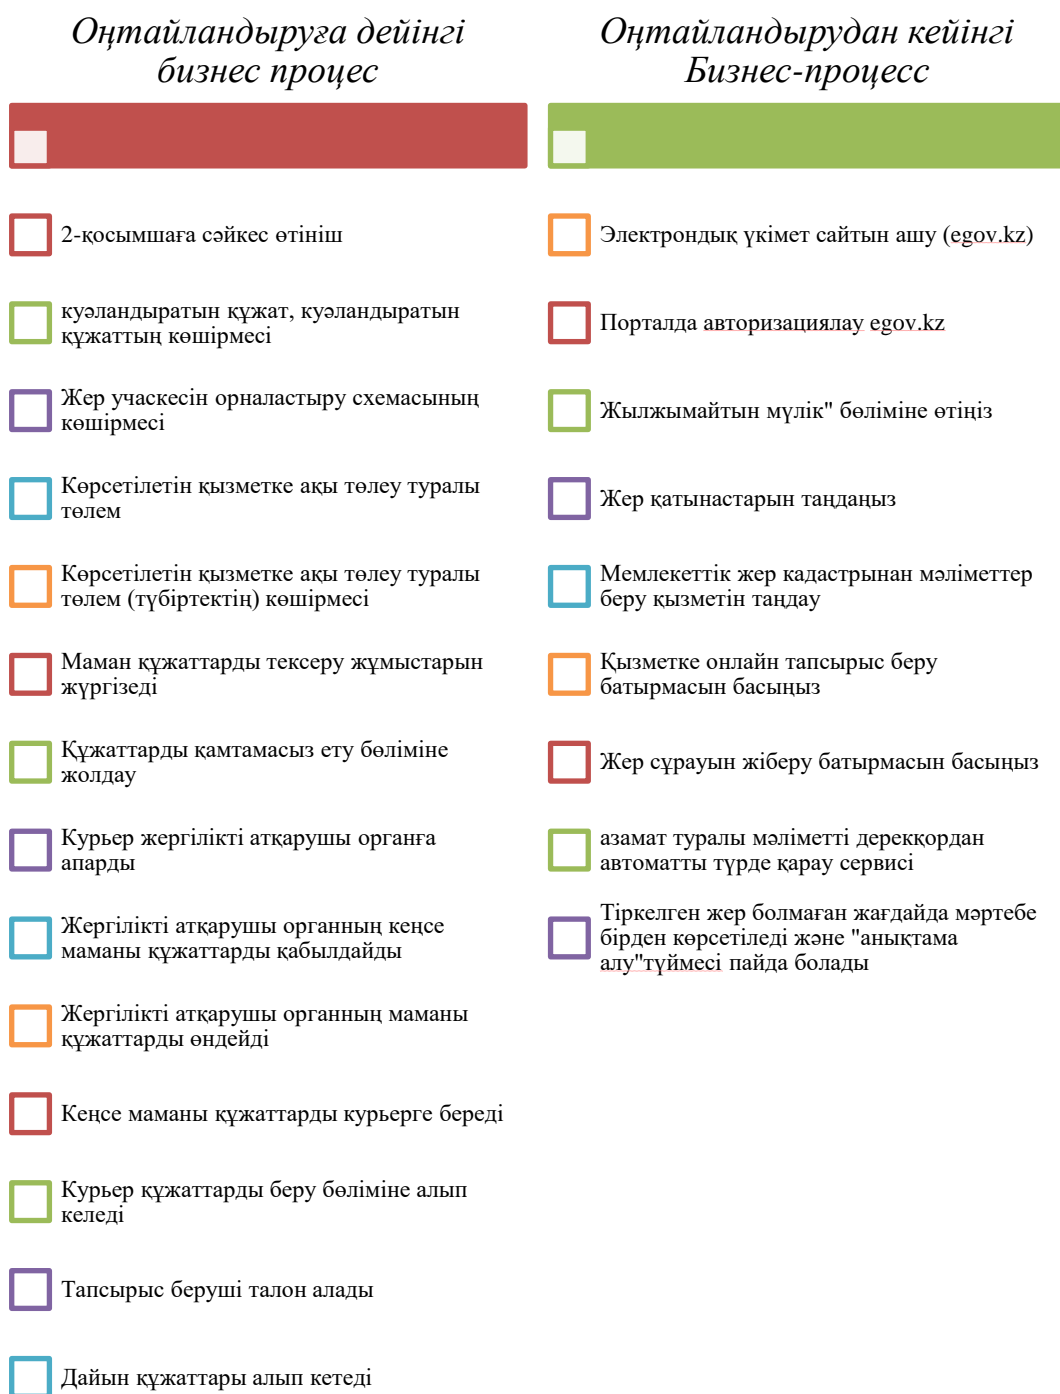 Оңтайландыруға дейінгі
бизнес процес
2-қосымшаға сәйкес өтініш
куәландыратын құжат, куәландыратын
құжаттың көшірмесі
Жер учаскесін орналастыру схемасының
көшірмесі
Көрсетілетін қызметке ақы төлеу туралы
төлем
Көрсетілетін қызметке ақы төлеу туралы
төлем (түбіртектің) көшірмесі
Маман құжаттарды тексеру жұмыстарын
жүргізеді
Құжаттарды қамтамасыз ету бөліміне
жолдау
Курьер жергілікті атқарушы органға
апарды
Жергілікті атқарушы органның кеңсе
маманы құжаттарды қабылдайды
Жергілікті атқарушы органның маманы
құжаттарды өндейді
Кеңсе маманы құжаттарды курьерге береді
Курьер құжаттарды беру бөліміне алып
келеді
Тапсырыс беруші талон алады
Дайын құжаттары алып кетеді
Оңтайландырудан кейінгі
Бизнес-процесс
Электрондық үкімет сайтын ашу (egov.kz)
Порталда авторизациялау egov.kz
Жылжымайтын мүлік" бөліміне өтіңіз
Жер қатынастарын таңдаңыз
Мемлекеттік жер кадастрынан мәліметтер
беру қызметін таңдау
Қызметке онлайн тапсырыс беру
батырмасын басыңыз
Жер сұрауын жіберу батырмасын басыңыз
азамат туралы мәліметті дерекқордан
автоматты түрде қарау сервисі
Тіркелген жер болмаған жағдайда мәртебе
бірден көрсетіледі және "анықтама
алу"түймесі пайда болады